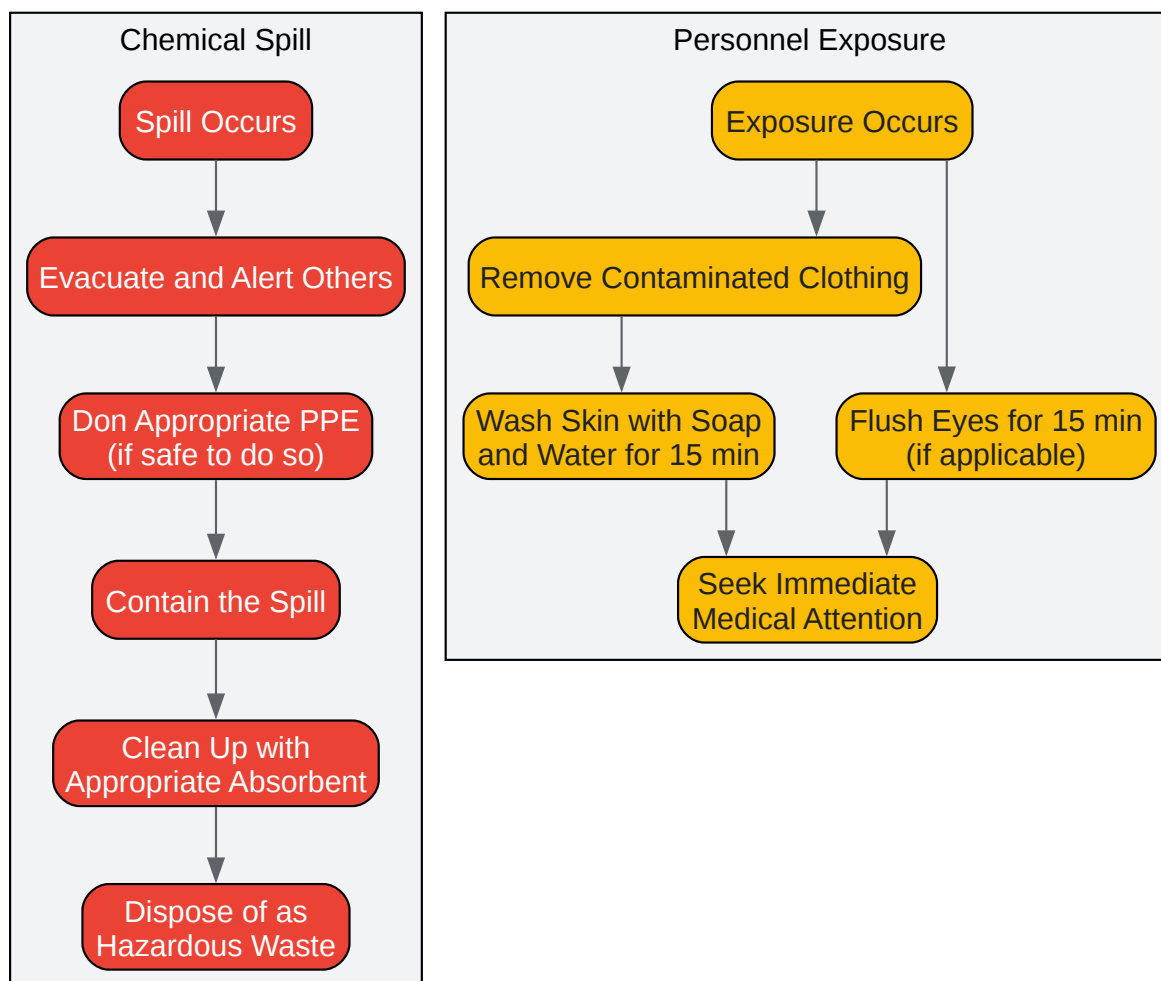 Chemical Spill
Spill Occurs
Evacuate and Alert Others
Don Appropriate PPE
(if safe to do so)
Contain the Spill
Clean Up with
Appropriate Absorbent
Dispose of as
Hazardous Waste
Personnel Exposure
Exposure Occurs
Remove Contaminated Clothing
Wash Skin with Soap
and Water for 15 min
Flush Eyes for 15 min
(if applicable)
Seek Immediate
Medical Attention